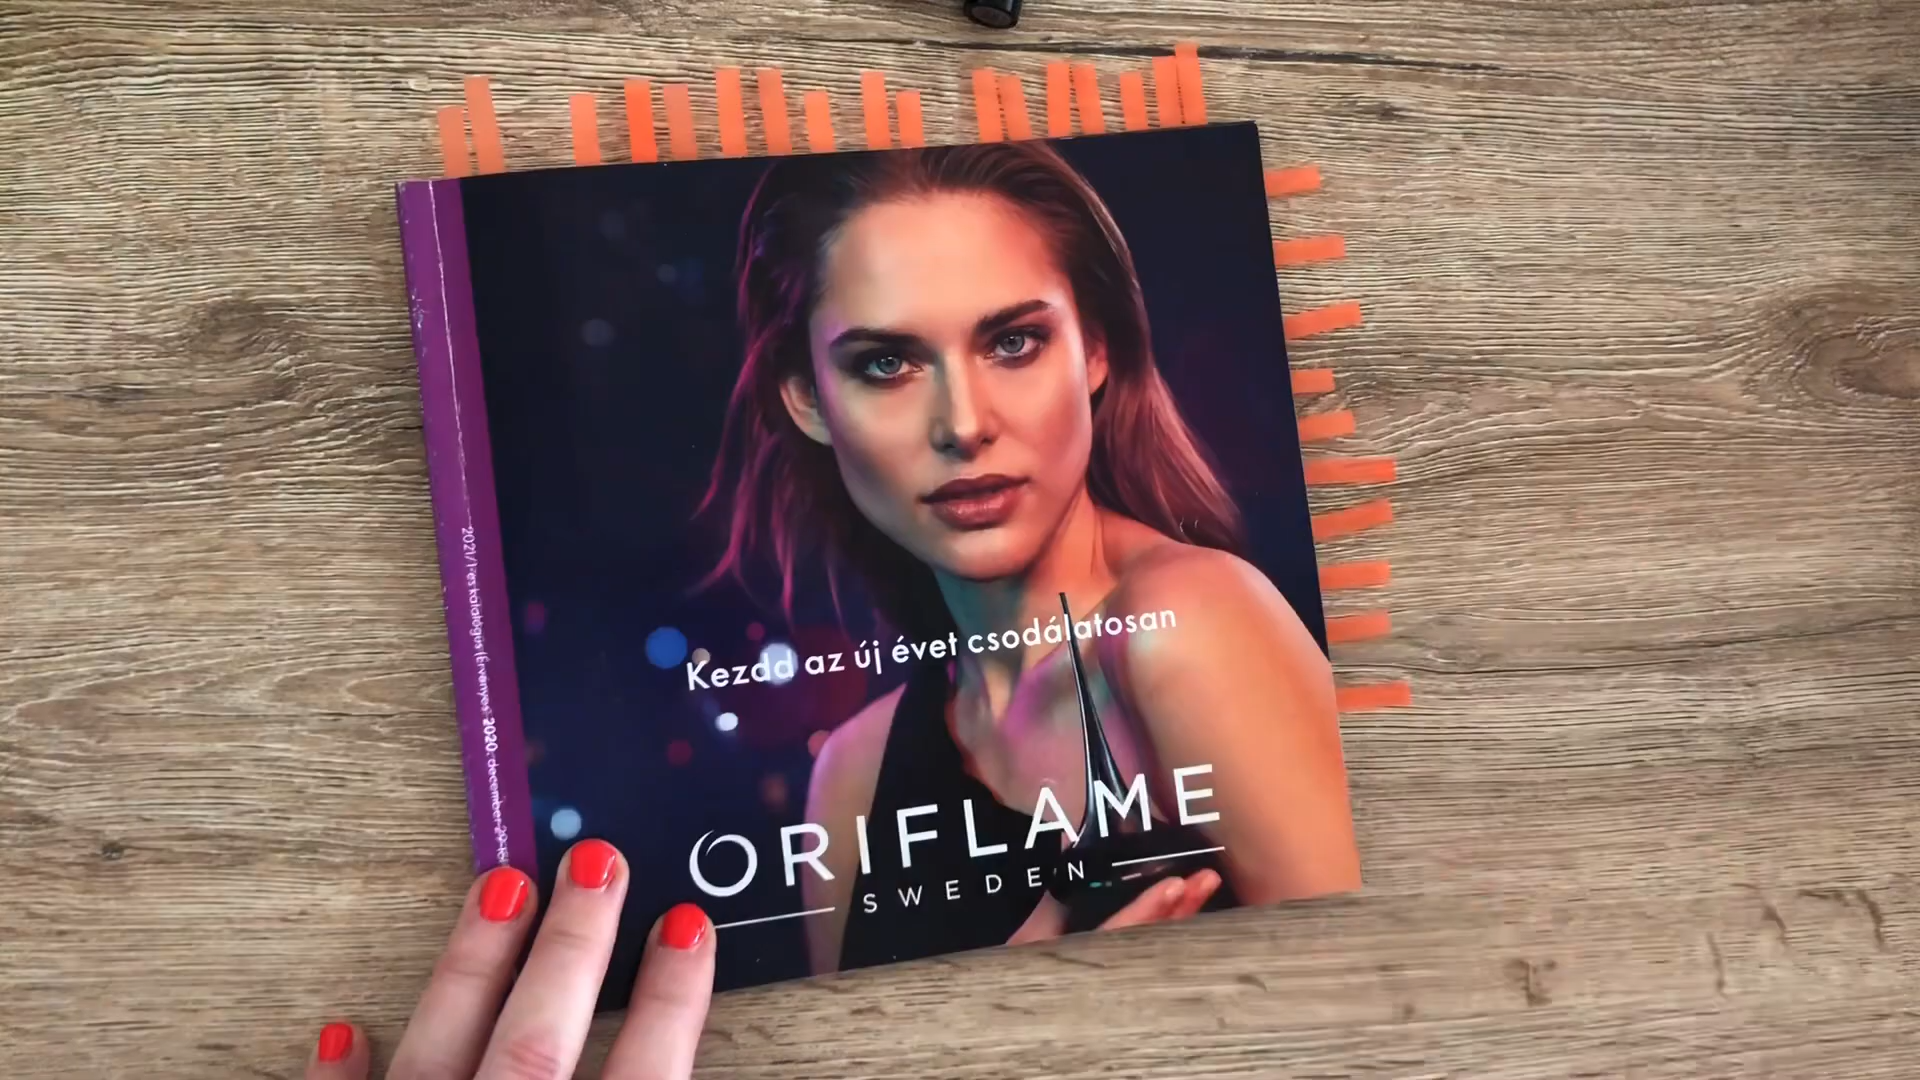 Kezdd az új évet csodálatosan
ORIFLAME
SWEDEN
2021/1-es katalógus (Érvényes: 2020. december